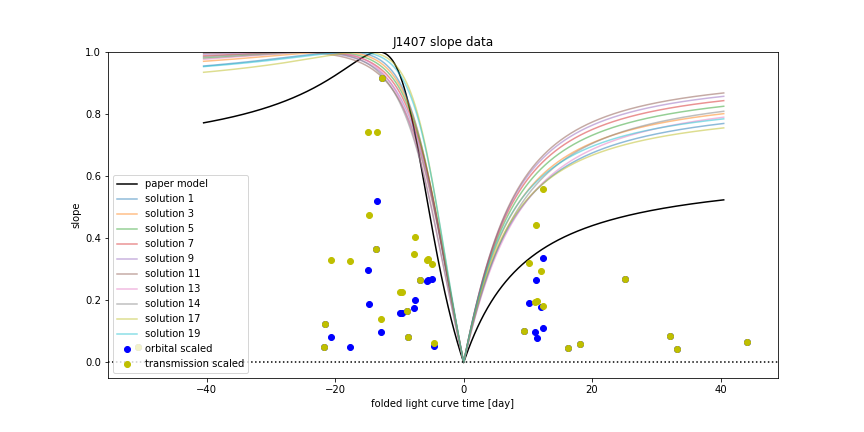 J1407 slope data
1.0
0.8
0.6
0.4
0.2
0.0
slope
paper model
solution 1
solution 3
solution 5
solution 7
solution 9
solution 11
solution 13
solution 14
solution 17
solution 19
orbital scaled
transmission scaled
−40
−20
0
20
40
folded light curve time [day]